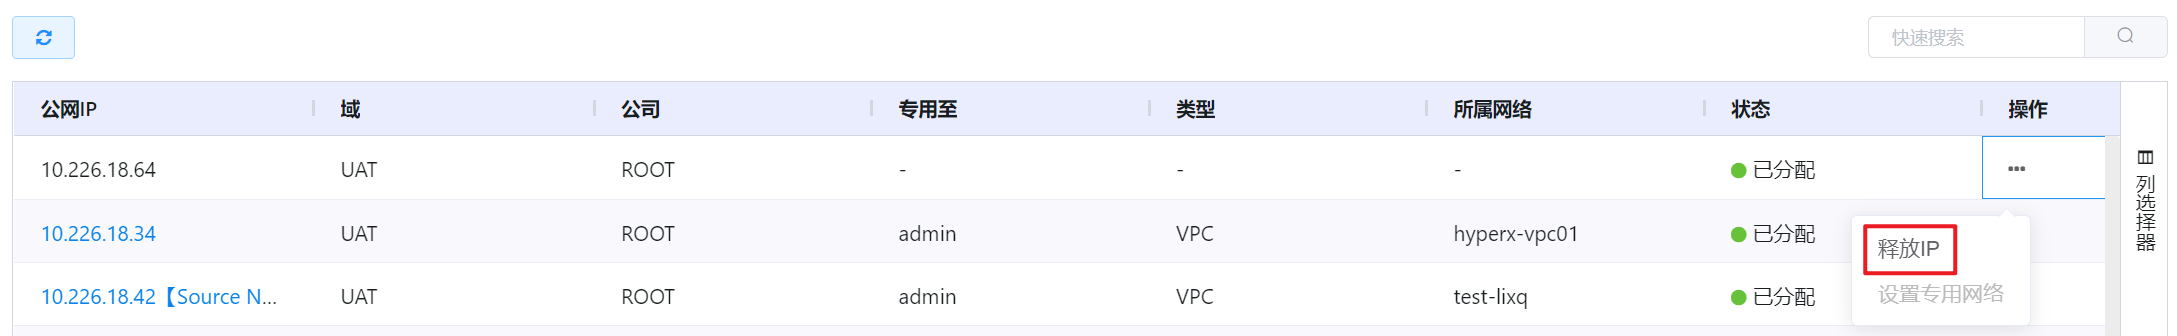 快速搜索
公网IP 域 公司 专用至 类型 所属网络 状态 操作
10.226.18.64 UAT ROOT - - - 已分配 •••
10.226.18.34 UAT ROOT admin VPC hyperx-vpc01 已分配
释放IP
10.226.18.42【Source N... UAT ROOT admin VPC test-lixq 已分配
设置专用网络
列选择器